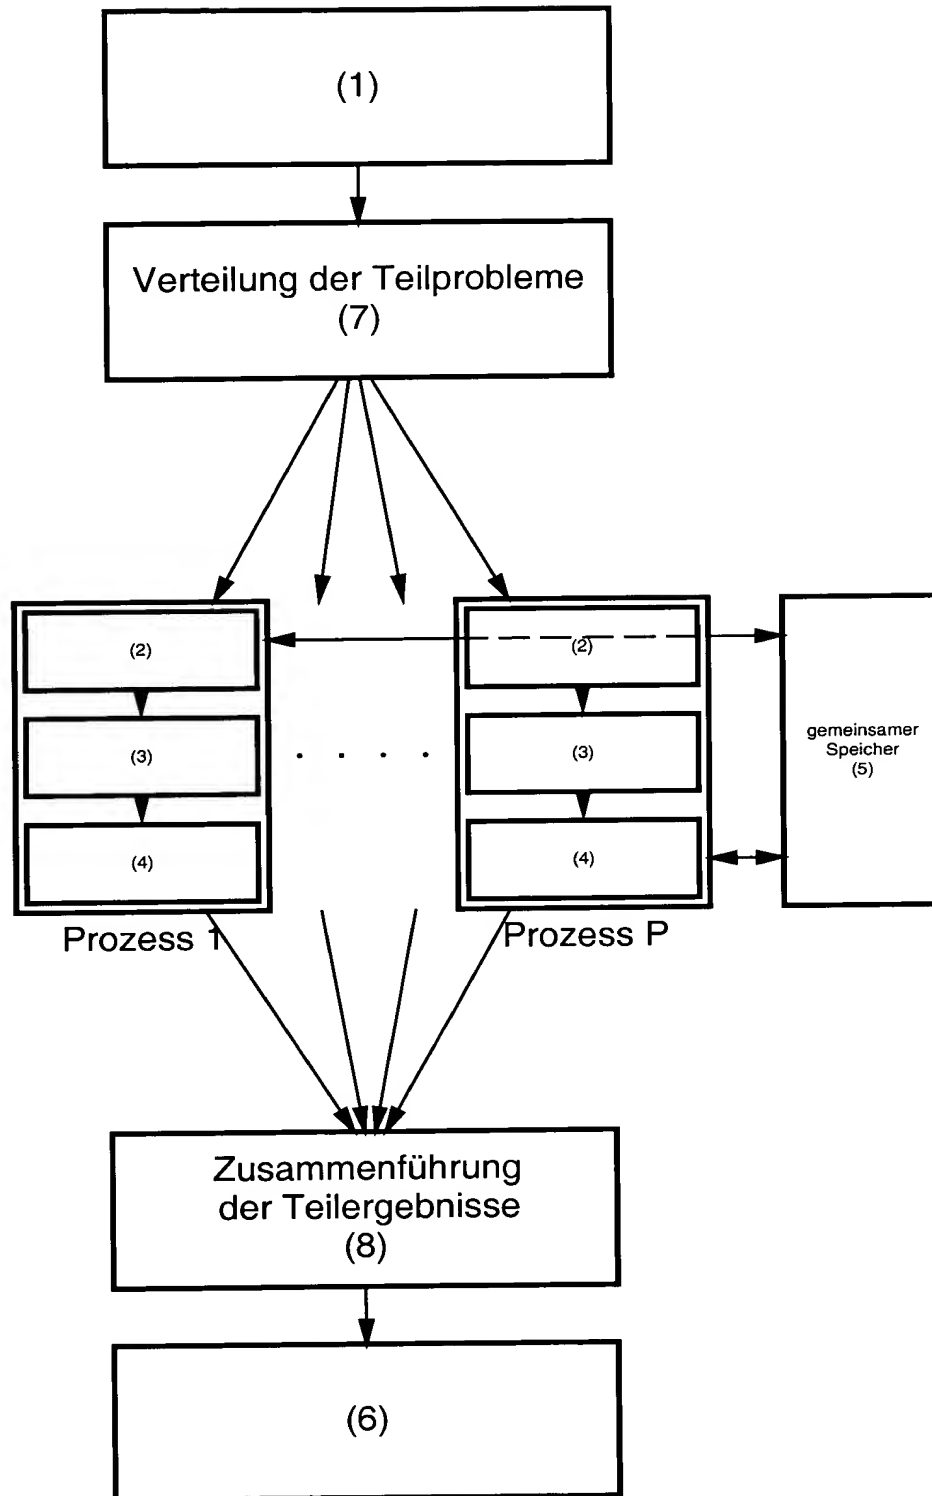 (1)
Verteilung der Teilprobleme
(7)
(2)
(3)
(4)
Prozess 1
. . . .
(2)
(3)
(4)
Prozess P
gemeinsamer
Speicher
(5)
Zusammenführung
der Teilergebnisse
(8)
(6)